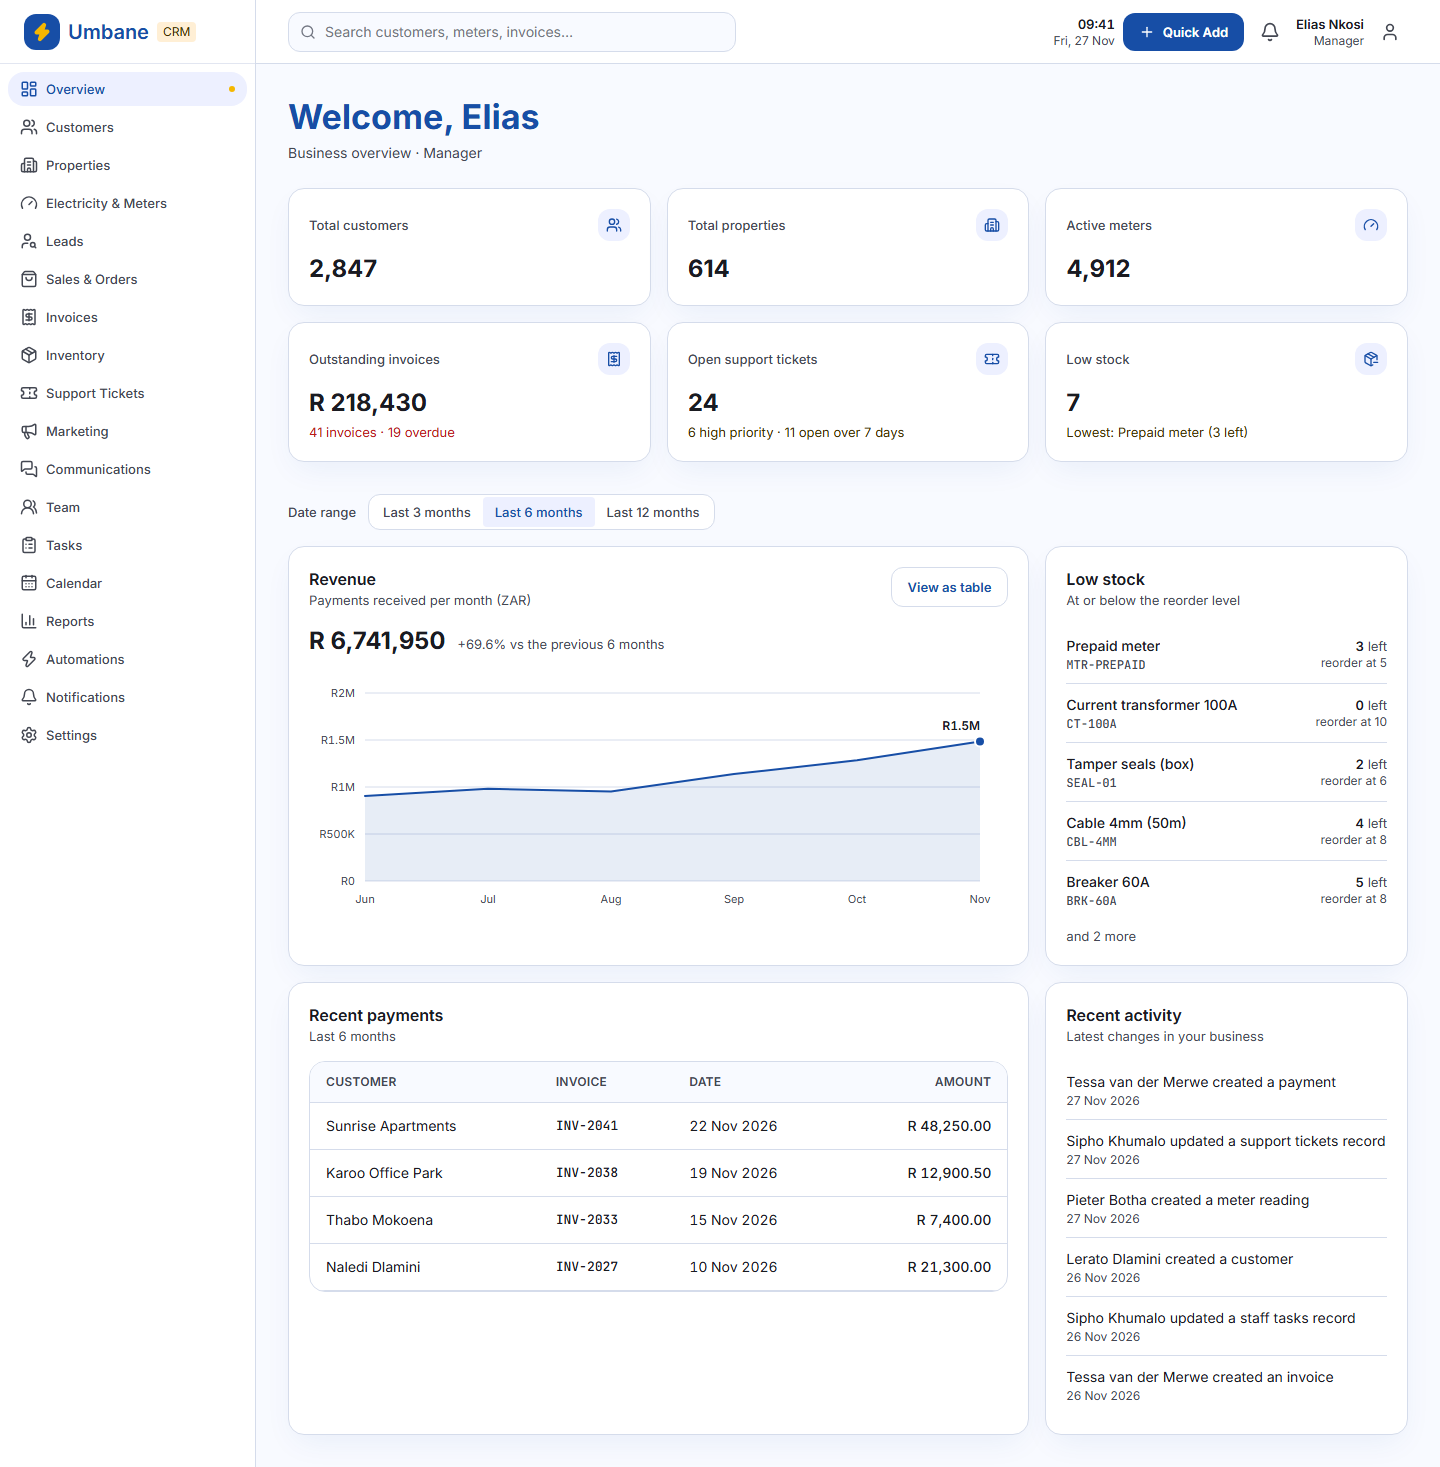 Umbane CRM
Search customers, meters, invoices...
09:41
Fri, 27 Nov
Quick Add
Elias Nkosi
Manager
Overview
Customers
Properties
Electricity & Meters
Leads
Sales & Orders
Invoices
Inventory
Support Tickets
Marketing
Communications
Team
Tasks
Calendar
Reports
Automations
Notifications
Settings
Welcome, Elias
Business overview · Manager
Total customers
2,847
Total properties
614
Active meters
4,912
Outstanding invoices
R 218,430
41 invoices · 19 overdue
Open support tickets
24
6 high priority · 11 open over 7 days
Low stock
7
Lowest: Prepaid meter (3 left)
Date range
Last 3 months
Last 6 months
Last 12 months
Revenue
Payments received per month (ZAR)
View as table
R 6,741,950 +69.6% vs the previous 6 months
R2M
R1.5M
R1M
R500K
R0
R1.5M
Jun Jul Aug Sep Oct Nov
Low stock
At or below the reorder level
Prepaid meter 3 left
MTR-PREPAID reorder at 5
Current transformer 100A 0 left
CT-100A reorder at 10
Tamper seals (box) 2 left
SEAL-01 reorder at 6
Cable 4mm (50m) 4 left
CBL-4MM reorder at 8
Breaker 60A 5 left
BRK-60A reorder at 8
and 2 more
Recent payments
Last 6 months
CUSTOMER INVOICE DATE AMOUNT
Sunrise Apartments INV-2041 22 Nov 2026 R 48,250.00
Karoo Office Park INV-2038 19 Nov 2026 R 12,900.50
Thabo Mokoena INV-2033 15 Nov 2026 R 7,400.00
Naledi Dlamini INV-2027 10 Nov 2026 R 21,300.00
Recent activity
Latest changes in your business
Tessa van der Merwe created a payment
27 Nov 2026
Sipho Khumalo updated a support tickets record
27 Nov 2026
Pieter Botha created a meter reading
27 Nov 2026
Lerato Dlamini created a customer
26 Nov 2026
Sipho Khumalo updated a staff tasks record
26 Nov 2026
Tessa van der Merwe created an invoice
26 Nov 2026